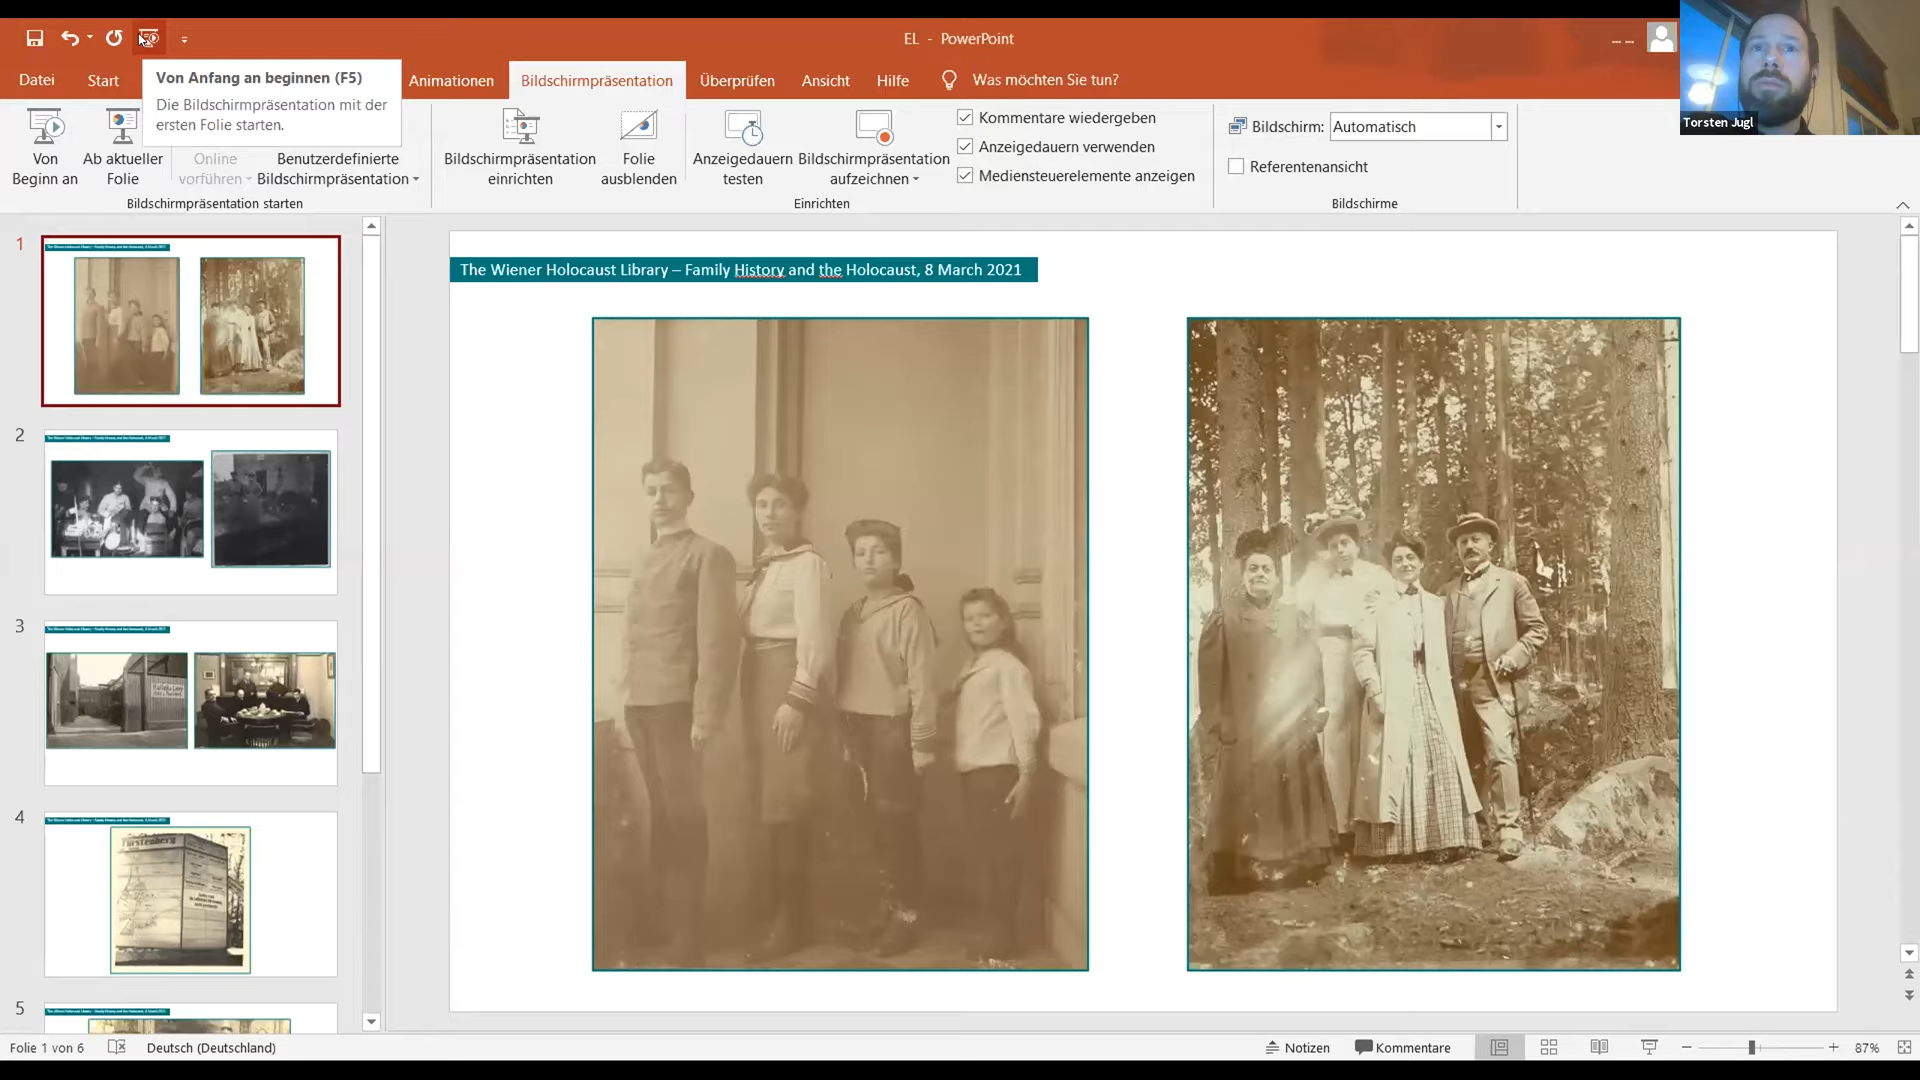 EL - PowerPoint
Datei
Start
Animationen
Bildschirmpräsentation
Überprüfen
Ansicht
Hilfe
Was möchten Sie tun?
Von Anfang an beginnen (F5)
Die Bildschirmpräsentation mit der
ersten Folie starten.
Von
Beginn an
Ab aktueller
Folie
Online
vorführen
Benutzerdefinierte
Bildschirmpräsentation
Bildschirmpräsentation
einrichten
Folie
ausblenden
Anzeigedauern
testen
Bildschirmpräsentation
aufzeichnen
Kommentare wiedergeben
Anzeigedauern verwenden
Mediensteuerelemente anzeigen
Bildschirm: Automatisch
Referentenansicht
Bildschirmpräsentation starten
Einrichten
Bildschirme
Torsten Jugl
1
2
3
4
Fürstenberg
5
The Wiener Holocaust Library – Family History and the Holocaust, 8 March 2021
Folie 1 von 6
Deutsch (Deutschland)
Notizen
Kommentare
87%